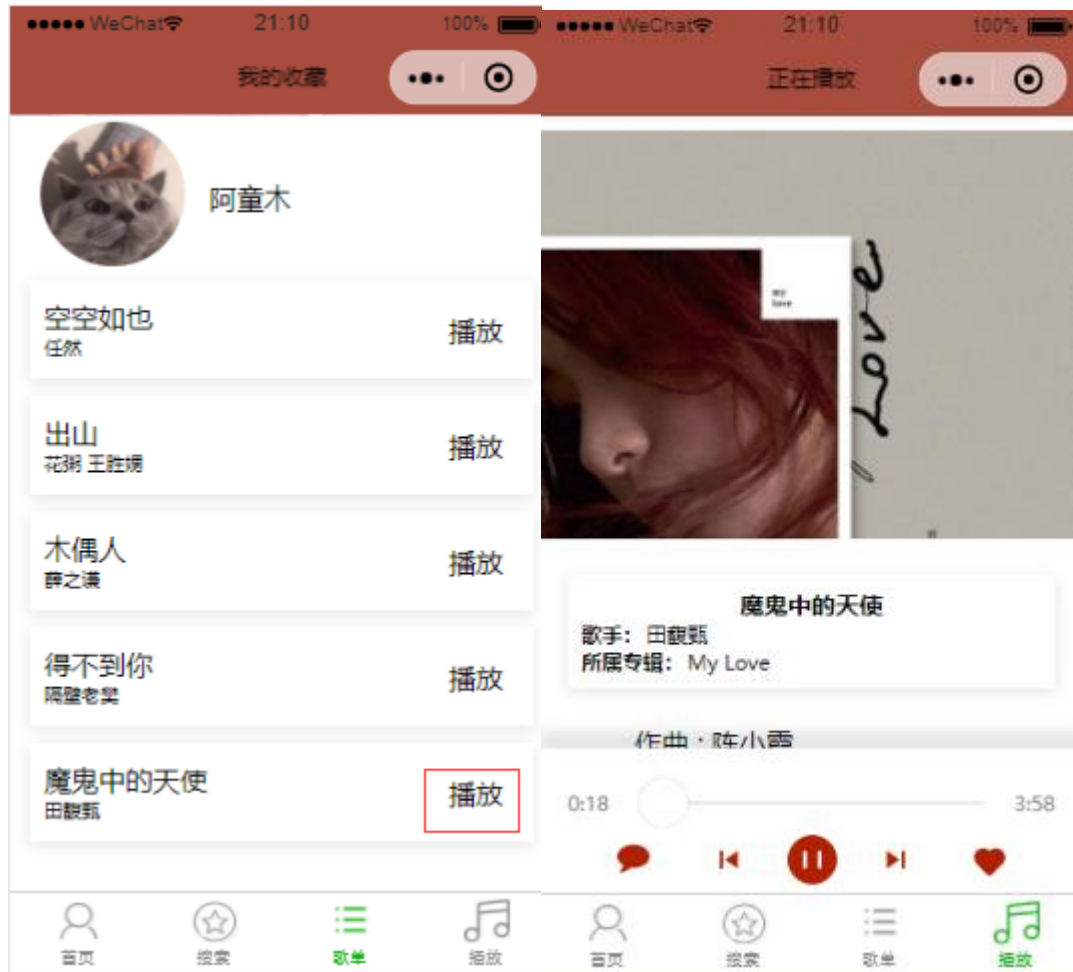 WeChat 21:10 100%
我的收藏
阿童木
空空如也
任然
播放
出山
花粥 王胜娚
播放
木偶人
薛之谦
播放
得不到你
隔壁老樊
播放
魔鬼中的天使
田馥甄
播放
首页 搜索 歌单 播放
WeChat 21:10 100%
正在播放
my
love
Love
魔鬼中的天使
歌手：田馥甄
所属专辑：My Love
作曲：陈小霞
0:18 3:58
首页 搜索 歌单 播放